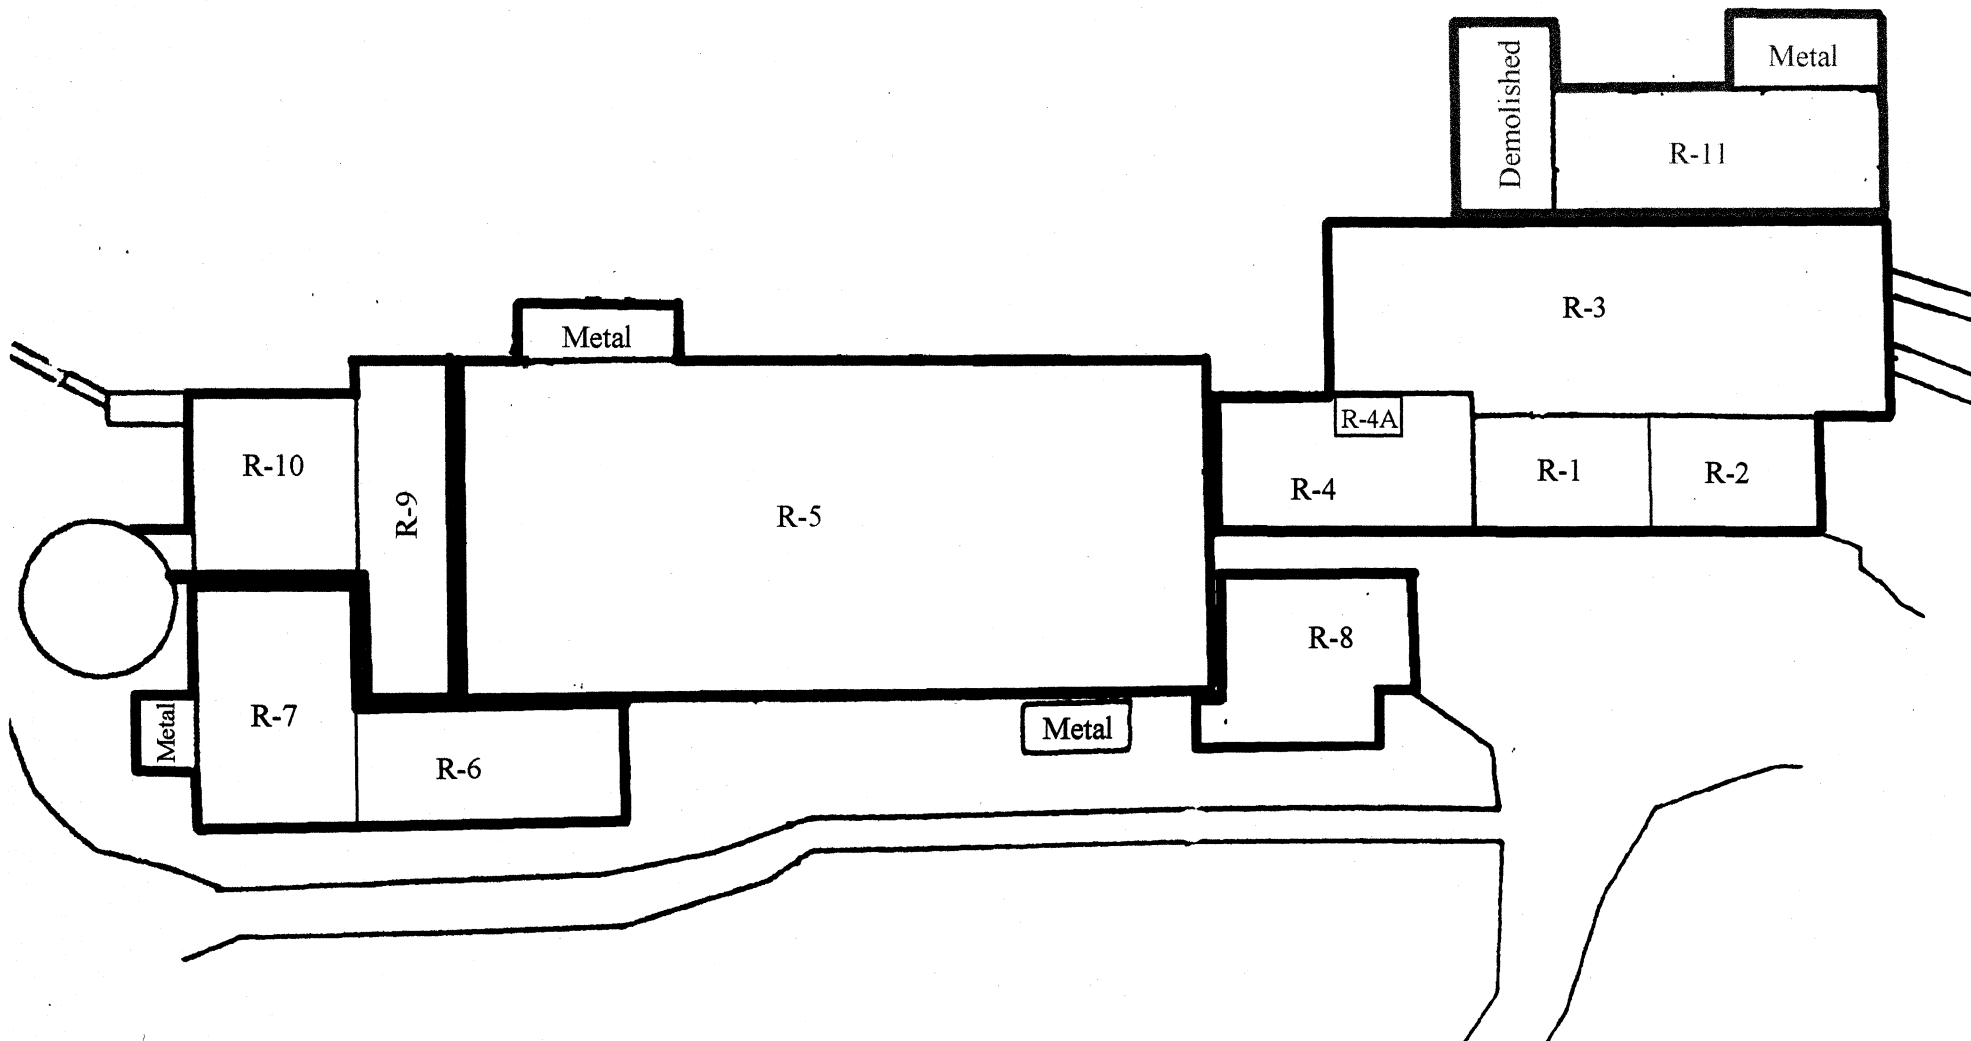 Metal
Demolished
R-11
R-3
Metal
R-4A
R-10
R-9
R-5
R-4
R-1
R-2
R-8
Metal
R-7
Metal
R-6